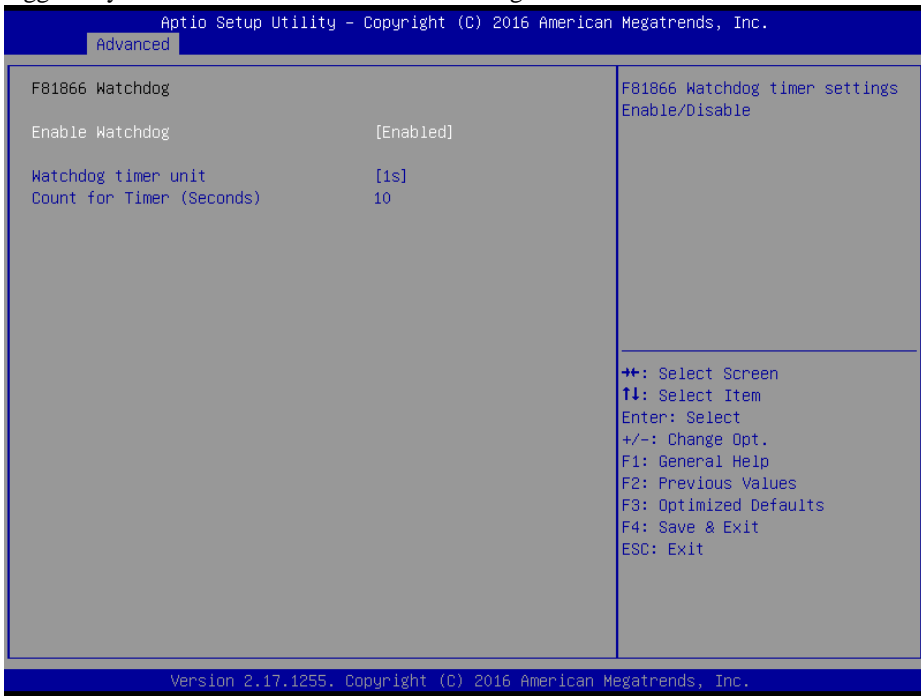 Aptio Setup Utility – Copyright (C) 2016 American Megatrends, Inc.
Advanced
F81866 Watchdog
Enable Watchdog [Enabled]
Watchdog timer unit [1s]
Count for Timer (Seconds) 10
F81866 Watchdog timer settings
Enable/Disable
→←: Select Screen
↑↓: Select Item
Enter: Select
+/-: Change Opt.
F1: General Help
F2: Previous Values
F3: Optimized Defaults
F4: Save & Exit
ESC: Exit
Version 2.17.1255. Copyright (C) 2016 American Megatrends, Inc.